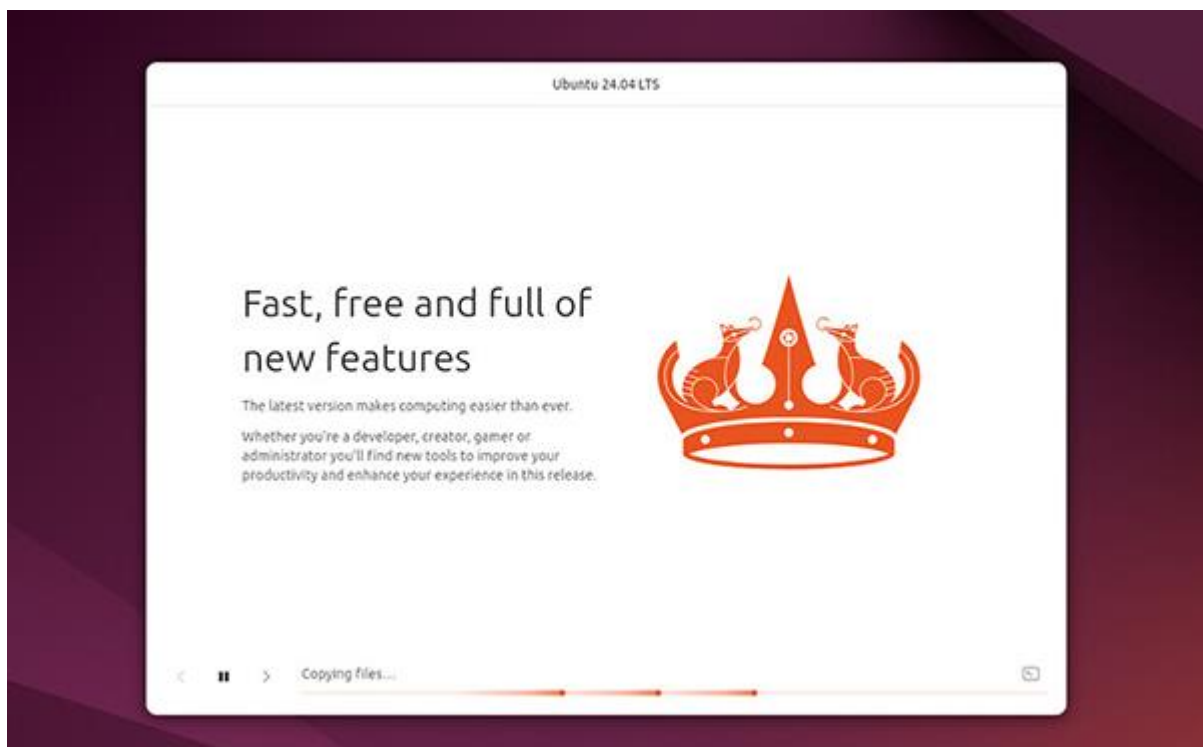 Ubuntu 24.04 LTS
Fast, free and full of
new features
The latest version makes computing easier than ever.
Whether you're a developer, creator, gamer or
administrator you'll find new tools to improve your
productivity and enhance your experience in this release.
Copying files...